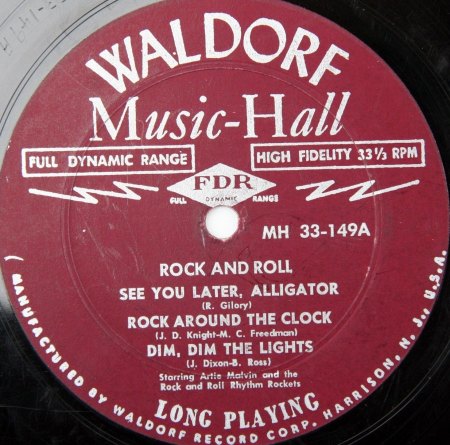 WALDORF
Music-Hall
FULL DYNAMIC RANGE
HIGH FIDELITY 33⅓ RPM
FDR
FULL DYNAMIC RANGE
MH 33-149A
ROCK AND ROLL
SEE YOU LATER, ALLIGATOR
(R. Gilory)
ROCK AROUND THE CLOCK
(J. D. Knight-M. C. Freedman)
DIM, DIM THE LIGHTS
(J. Dixon-B. Ross)
Starring Artie Malvin and the
Rock and Roll Rhythm Rockets
LONG PLAYING
( MANUFACTURED BY WALDORF RECORD CORP. HARRISON, N. J., U.S.A.